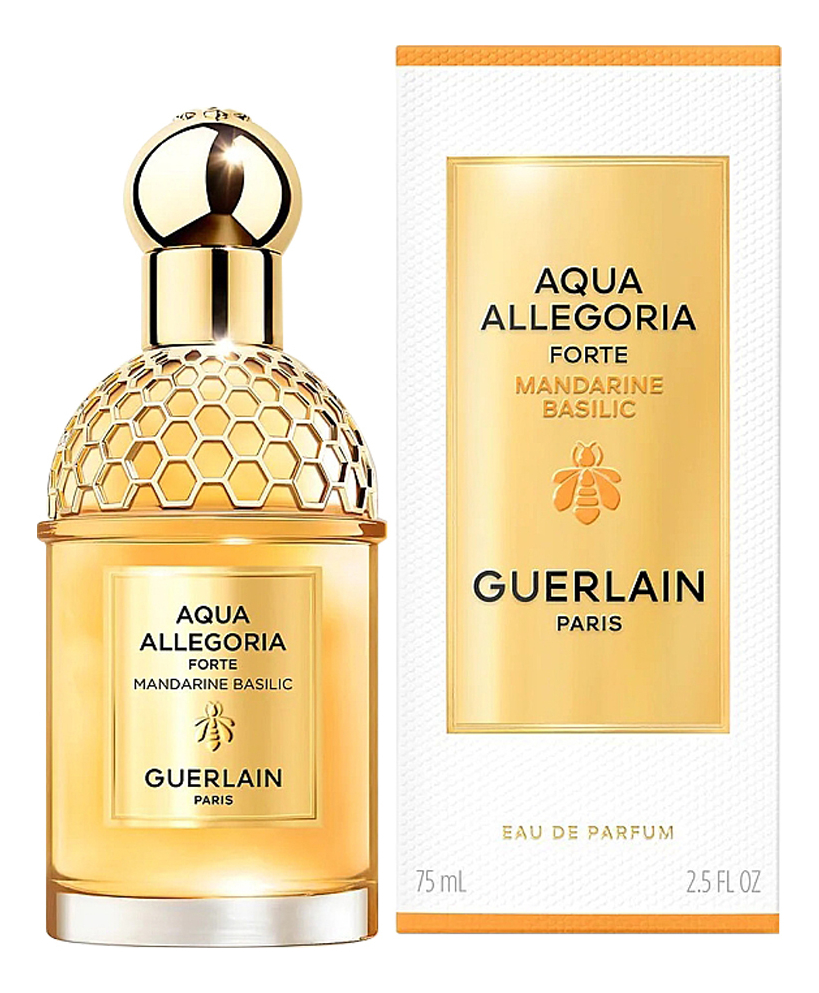 AQUA
ALLEGORIA
FORTE
MANDARINE BASILIC
GUERLAIN
PARIS
AQUA
ALLEGORIA
FORTE
MANDARINE
BASILIC
GUERLAIN
PARIS
EAU DE PARFUM
75 mL 2.5 FL OZ